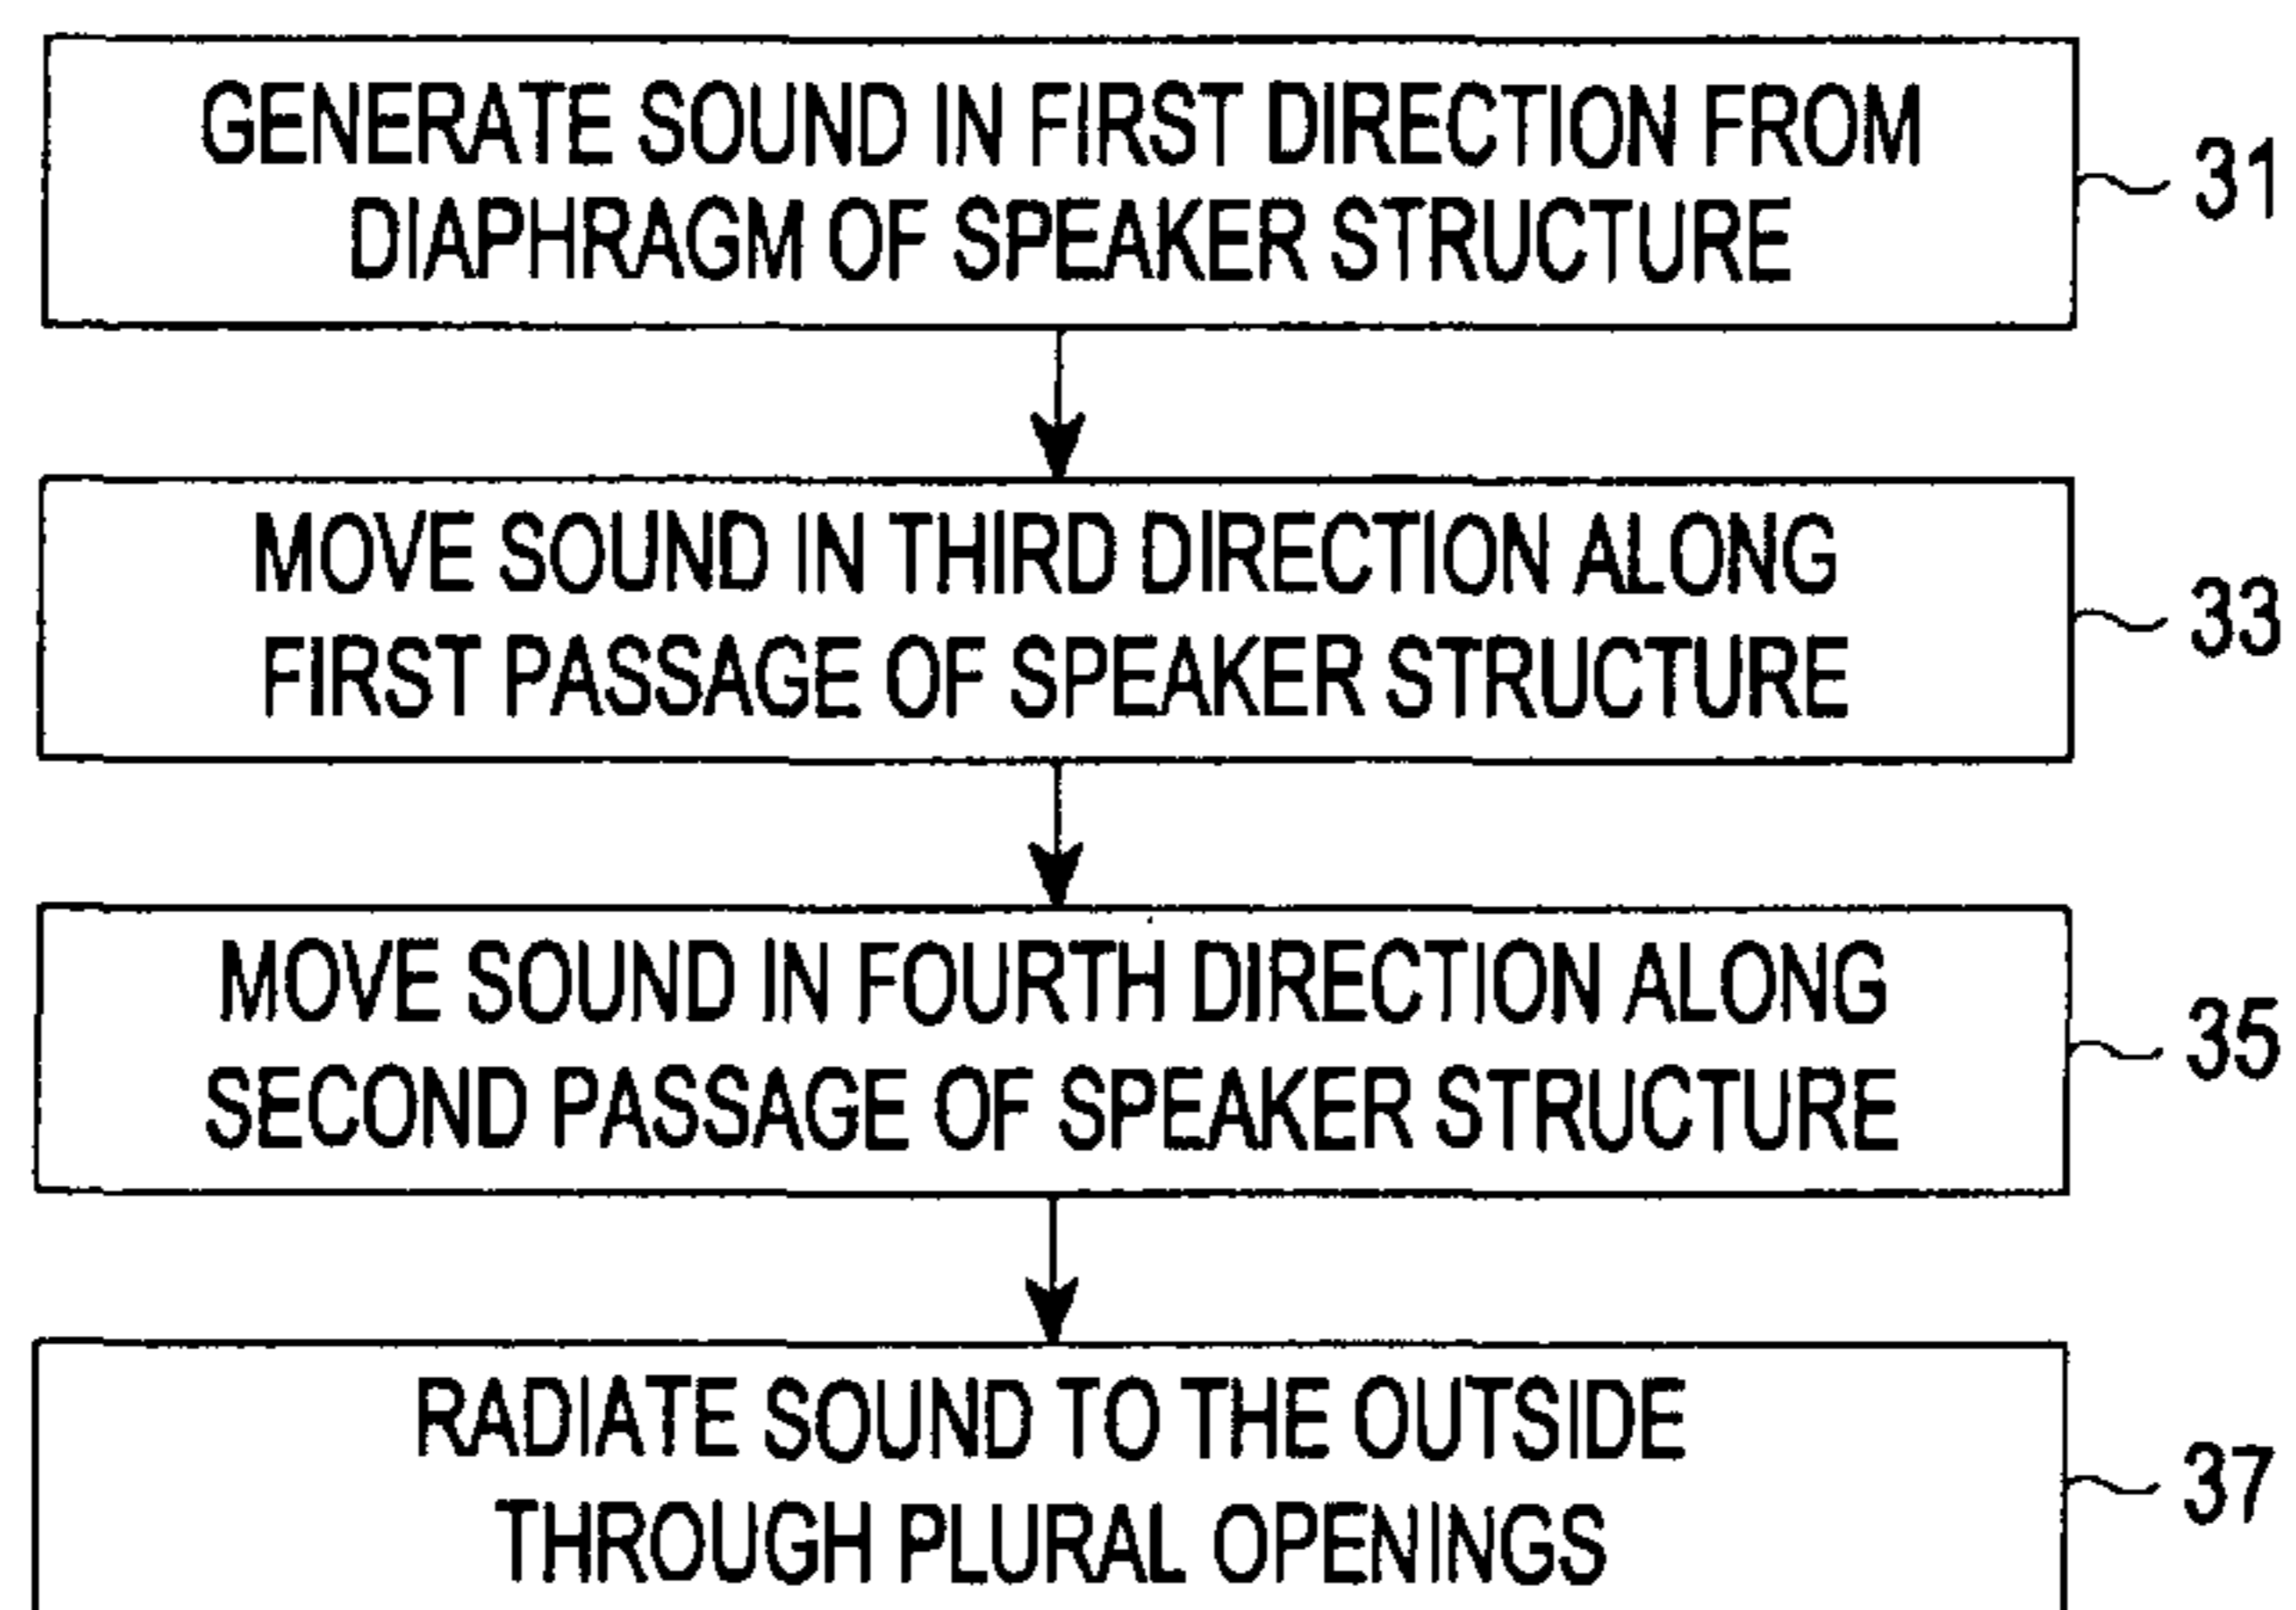 GENERATE SOUND IN FIRST DIRECTION FROM
DIAPHRAGM OF SPEAKER STRUCTURE
31
MOVE SOUND IN THIRD DIRECTION ALONG
FIRST PASSAGE OF SPEAKER STRUCTURE
33
MOVE SOUND IN FOURTH DIRECTION ALONG
SECOND PASSAGE OF SPEAKER STRUCTURE
35
RADIATE SOUND TO THE OUTSIDE
THROUGH PLURAL OPENINGS
37